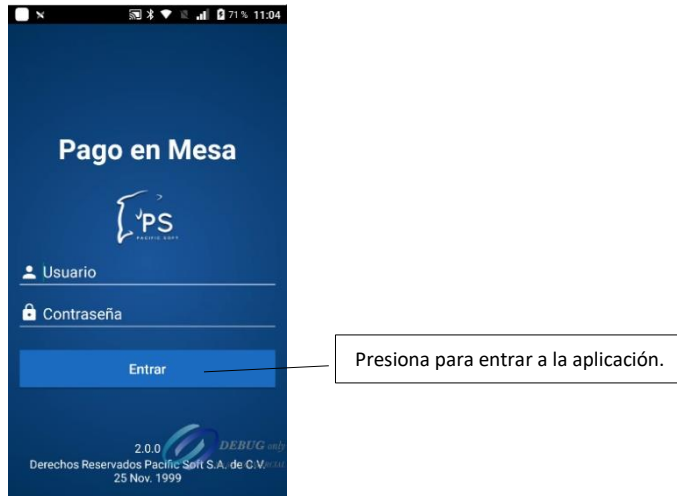 71 % 11:04
Pago en Mesa
PS
PACIFIC SOFT
Usuario
Contraseña
Entrar
Presiona para entrar a la aplicación.
2.0.0
DEBUG only
Derechos Reservados Pacific Soft S.A. de C.V.
25 Nov. 1999